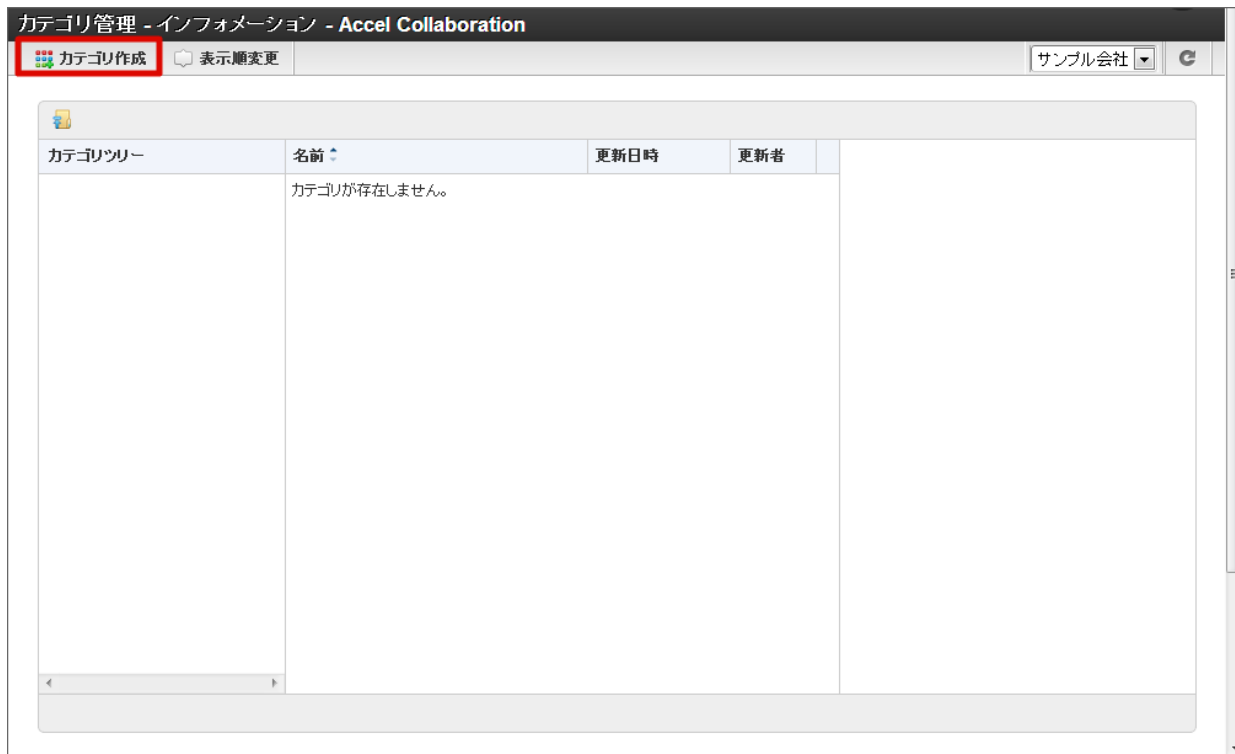 カテゴリ管理 - インフォメーション - Accel Collaboration
カテゴリ作成 表示順変更 サンプル会社
カテゴリツリー 名前 更新日時 更新者
カテゴリが存在しません。